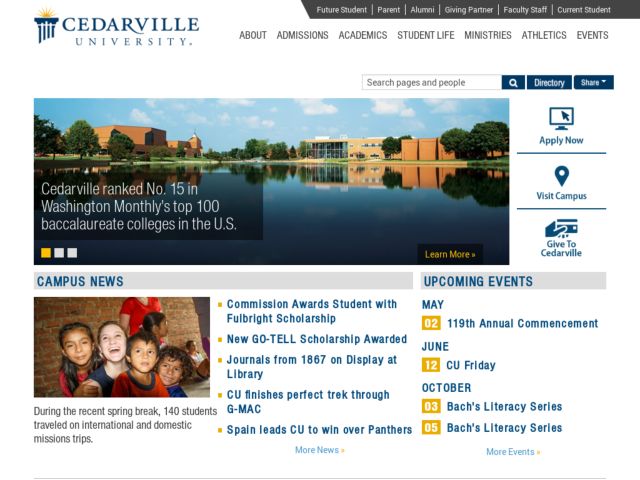 Future Student | Parent | Alumni | Giving Partner | Faculty Staff | Current Student
CEDARVILLE
UNIVERSITY.
ABOUT ADMISSIONS ACADEMICS STUDENT LIFE MINISTRIES ATHLETICS EVENTS
Search pages and people
Directory
Share
Cedarville ranked No. 15 in
Washington Monthly's top 100
baccalaureate colleges in the U.S.
Learn More »
Apply Now
Visit Campus
Give To
Cedarville
CAMPUS NEWS
During the recent spring break, 140 students
traveled on international and domestic
missions trips.
Commission Awards Student with
Fulbright Scholarship
New GO-TELL Scholarship Awarded
Journals from 1867 on Display at
Library
CU finishes perfect trek through
G-MAC
Spain leads CU to win over Panthers
More News »
UPCOMING EVENTS
MAY
02 119th Annual Commencement
JUNE
12 CU Friday
OCTOBER
03 Bach's Literacy Series
05 Bach's Literacy Series
More Events »